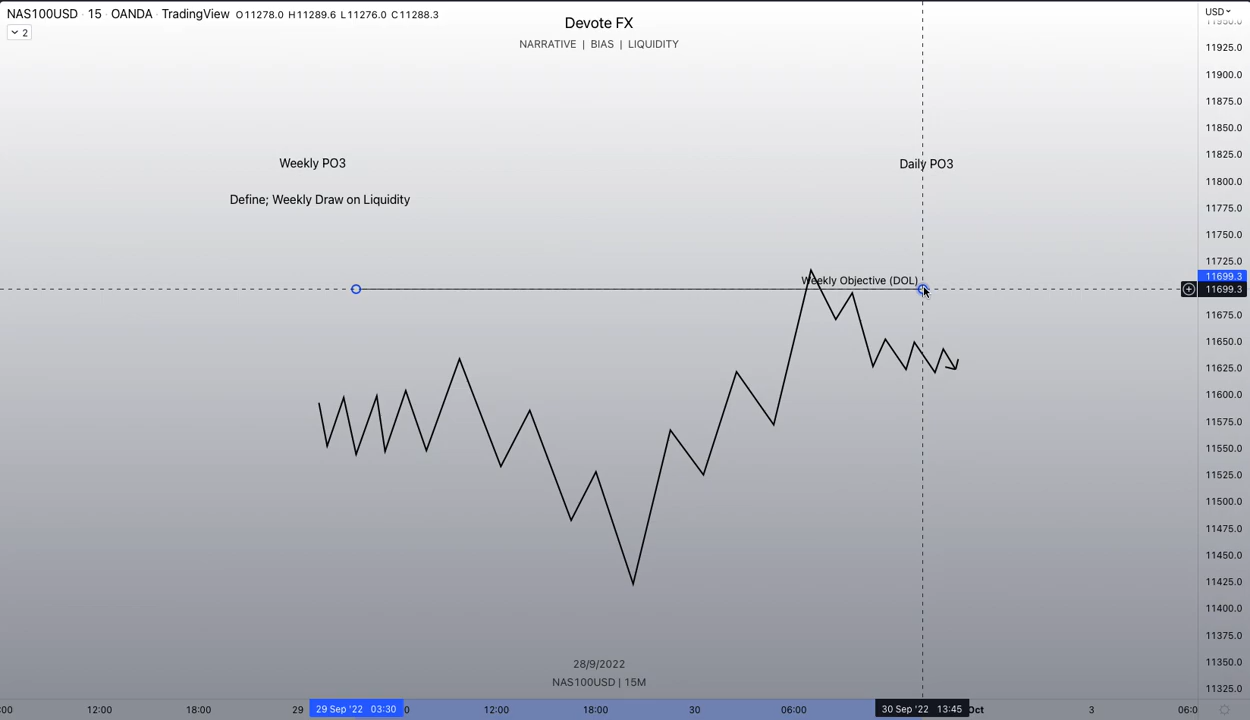 NAS100USD · 15 · OANDA · TradingView O11278.0 H11289.6 L11276.0 C11288.3
2
Devote FX
NARRATIVE | BIAS | LIQUIDITY
USD
11950.0
11925.0
11900.0
11875.0
11850.0
11825.0
11800.0
11775.0
11750.0
11725.0
11699.3
11699.3
11675.0
11650.0
11625.0
11600.0
11575.0
11550.0
11525.0
11500.0
11475.0
11450.0
11425.0
11400.0
11375.0
11350.0
11325.0
Weekly PO3
Daily PO3
Define; Weekly Draw on Liquidity
Weekly Objective (DOL)
28/9/2022
NAS100USD | 15M
:00 12:00 18:00 29 29 Sep '22 03:30 0 12:00 18:00 30 06:00 30 Sep '22 13:45 Oct 3 06:0